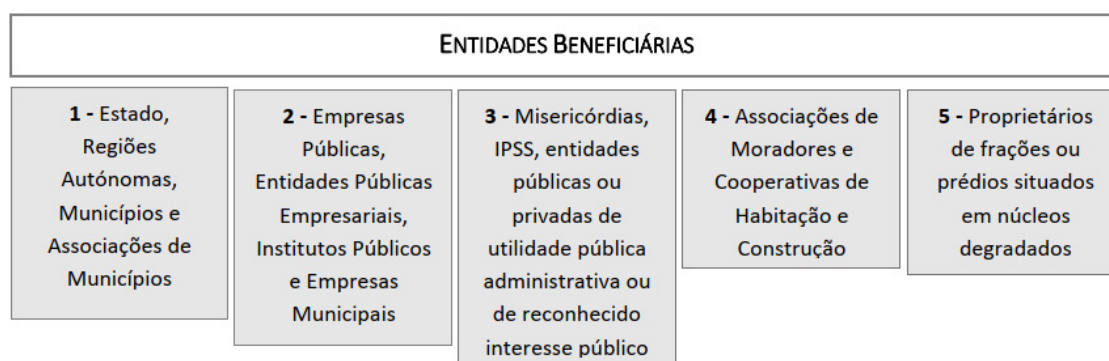 ENTIDADES BENEFICIÁRIAS
1 - Estado,
Regiões
Autónomas,
Municípios e
Associações de
Municípios
2 - Empresas
Públicas,
Entidades Públicas
Empresariais,
Institutos Públicos
e Empresas
Municipais
3 - Misericórdias,
IPSS, entidades
públicas ou
privadas de
utilidade pública
administrativa ou
de reconhecido
interesse público
4 - Associações de
Moradores e
Cooperativas de
Habitação e
Construção
5 - Proprietários
de frações ou
prédios situados
em núcleos
degradados